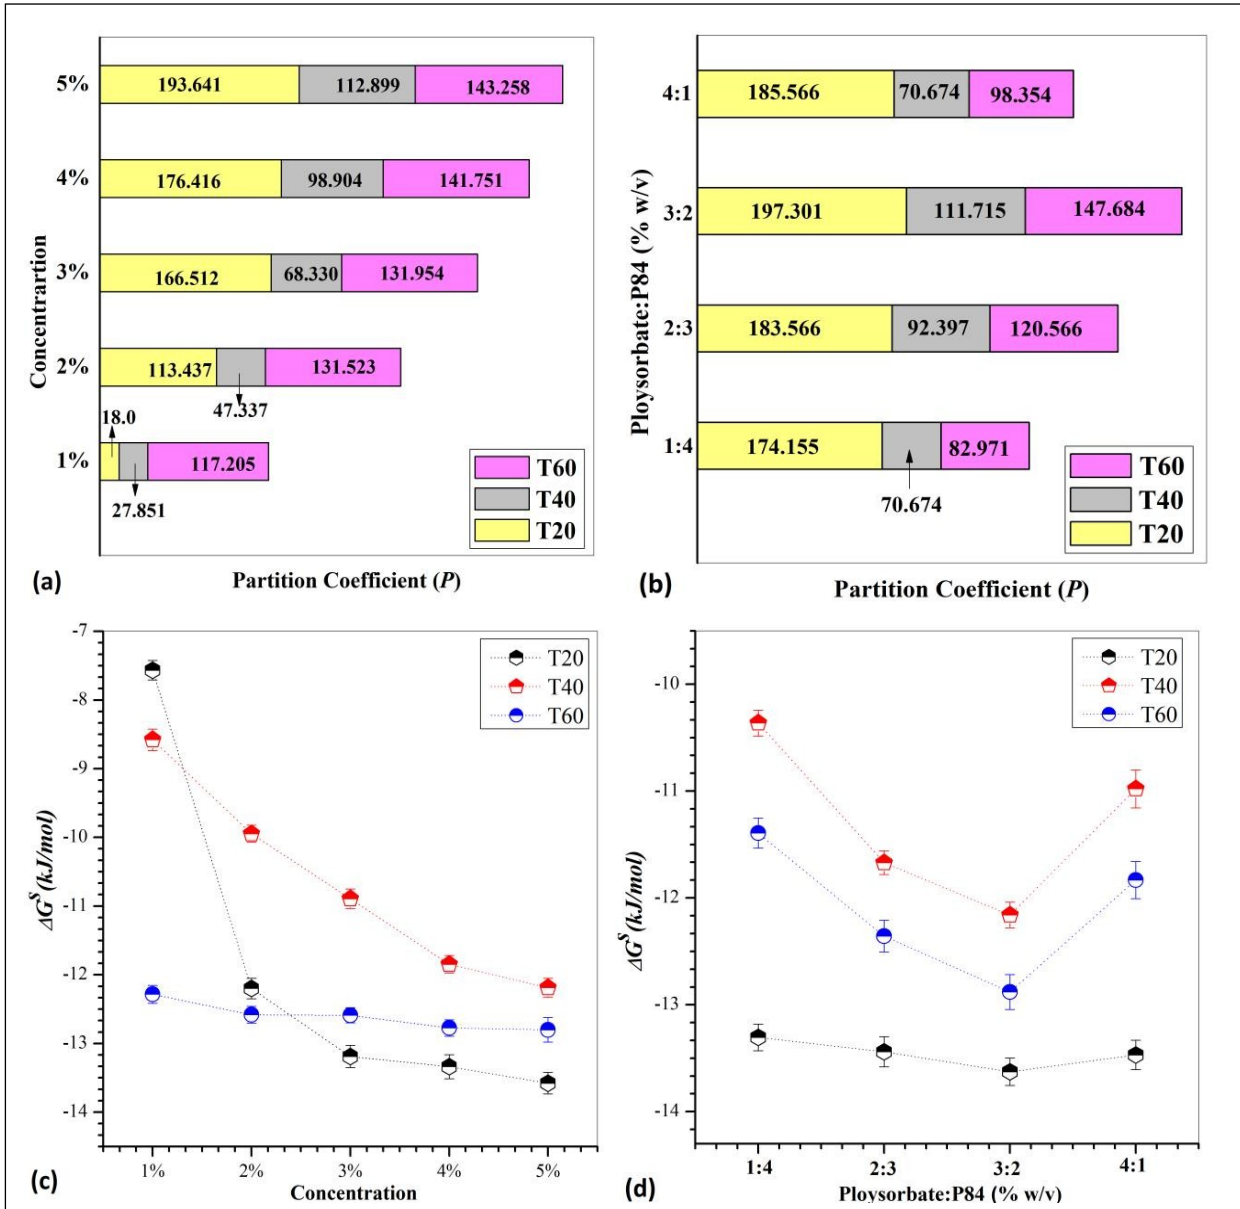 5%
193.641 112.899 143.258
4%
176.416 98.904 141.751
3%
166.512 68.330 131.954
2%
113.437 131.523
47.337
18.0
1%
117.205
27.851
Concentrartion
T60
T40
T20
(a)
Partition Coefficient (P)
4:1
185.566 70.674 98.354
3:2
197.301 111.715 147.684
2:3
183.566 92.397 120.566
1:4
174.155 82.971
70.674
Ploysorbate:P84 (% w/v)
T60
T40
T20
(b)
Partition Coefficient (P)
-7
-8
-9
-10
-11
-12
-13
-14
ΔG^S (kJ/mol)
T20
T40
T60
1% 2% 3% 4% 5%
(c)
Concentration
-10
-11
-12
-13
-14
ΔG^S (kJ/mol)
T20
T40
T60
1:4 2:3 3:2 4:1
(d)
Ploysorbate:P84 (% w/v)